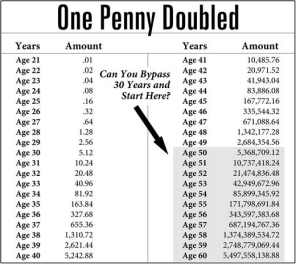 One Penny Doubled
Years Amount Years Amount
Age 21 .01 Age 41 10,485.76
Age 22 .02 Age 42 20,971.52
Age 23 .04 Age 43 41,943.04
Age 24 .08 Age 44 83,886.08
Age 25 .16 Age 45 167,772.16
Age 26 .32 Age 46 335,544.32
Age 27 .64 Age 47 671,088.64
Age 28 1.28 Age 48 1,342,177.28
Age 29 2.56 Age 49 2,684,354.56
Age 30 5.12 Age 50 5,368,709.12
Age 31 10.24 Age 51 10,737,418.24
Age 32 20.48 Age 52 21,474,836.48
Age 33 40.96 Age 53 42,949,672.96
Age 34 81.92 Age 54 85,899,345.92
Age 35 163.84 Age 55 171,798,691.84
Age 36 327.68 Age 56 343,597,383.68
Age 37 655.36 Age 57 687,194,767.36
Age 38 1,310.72 Age 58 1,374,389,534.72
Age 39 2,621.44 Age 59 2,748,779,069.44
Age 40 5,242.88 Age 60 5,497,558,138.88
Can You Bypass
30 Years and
Start Here?